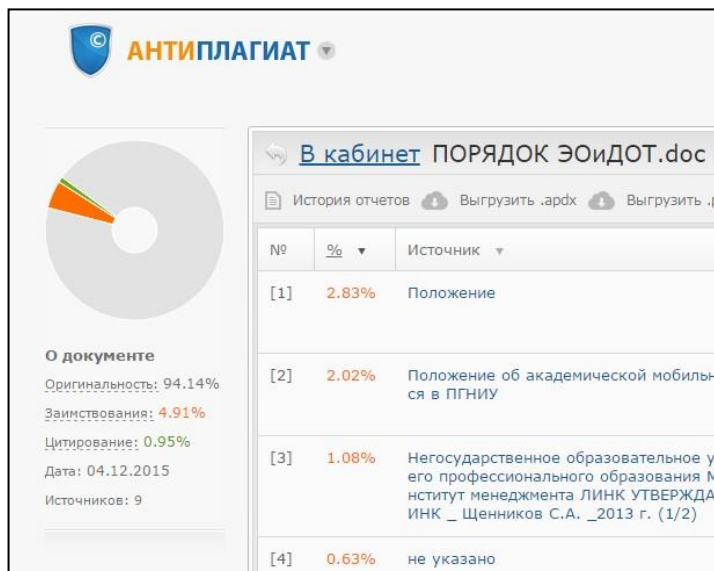 ©
АНТИПЛАГИАТ
В кабинет ПОРЯДОК ЭОиДОТ.doc
История отчетов Выгрузить .apdx Выгрузить
№ % Источник
[1] 2.83% Положение
[2] 2.02% Положение об академической мобильн
ся в ПГНИУ
[3] 1.08% Негосударственное образовательное у
его профессионального образования М
нститут менеджмента ЛИНК УТВЕРЖДА
ИНК _ Щенников С.А. _2013 г. (1/2)
[4] 0.63% не указано
О документе
Оригинальность: 94.14%
Заимствования: 4.91%
Цитирование: 0.95%
Дата: 04.12.2015
Источников: 9